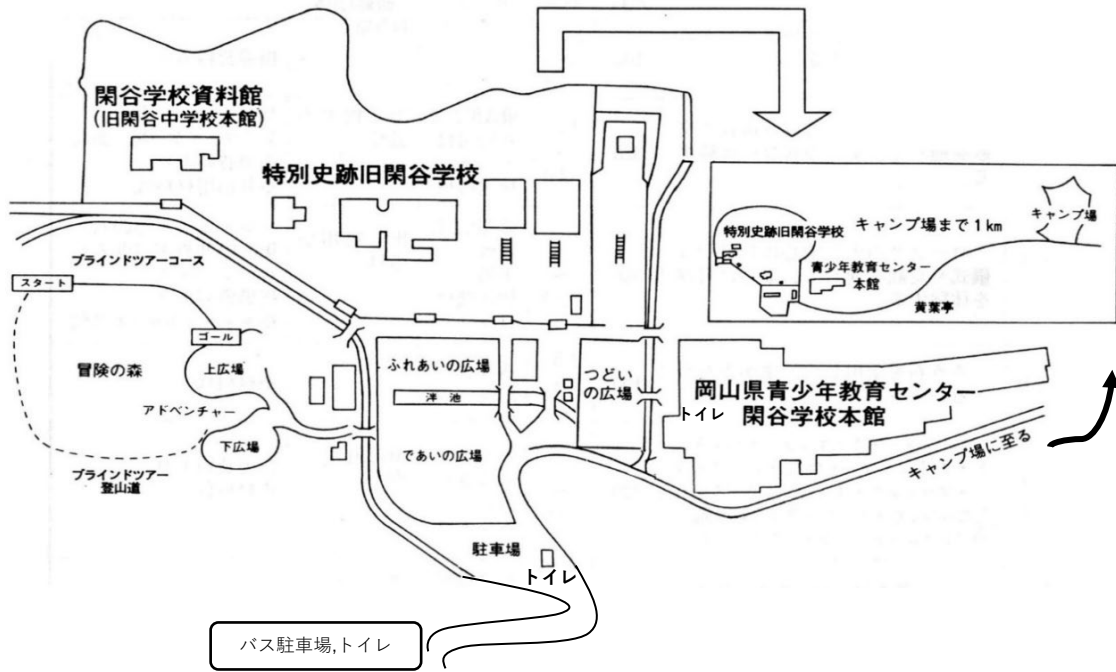 閑谷学校資料館
(旧閑谷中学校本館)
特別史跡旧閑谷学校
キャンプ場
キャンプ場まで1km
特別史跡旧閑谷学校
青少年教育センター
本館
黄葉亭
ブラインドツアーコース
スタート
ゴール
冒険の森
上広場
アドベンチャー
下広場
ブラインドツアー
登山道
ふれあいの広場
泮池
であいの広場
つどい
の広場
岡山県青少年教育センター
閑谷学校本館
トイレ
キャンプ場に至る
駐車場
トイレ
バス駐車場,トイレ